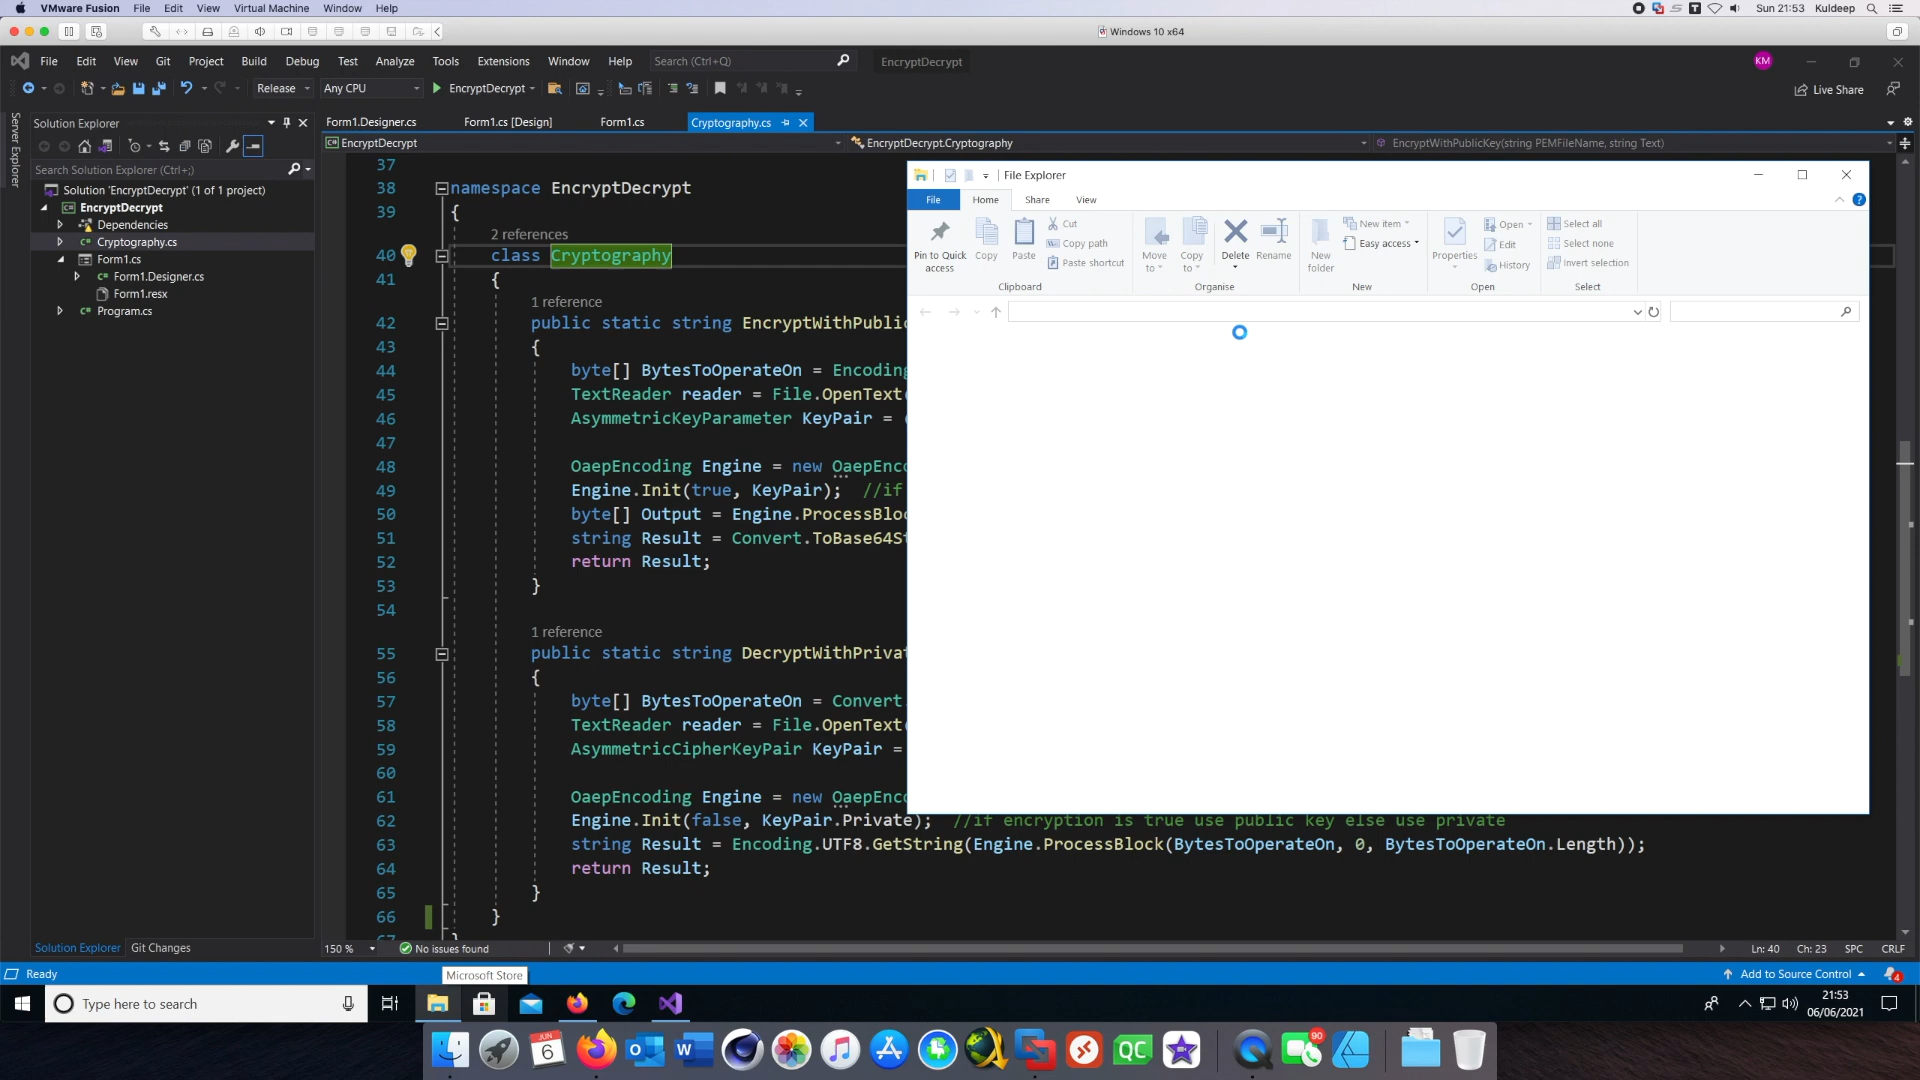 VMware Fusion File Edit View Virtual Machine Window Help Sun 21:53 Kuldeep
Windows 10 x64
File Edit View Git Project Build Debug Test Analyze Tools Extensions Window Help Search (Ctrl+Q) EncryptDecrypt KM
Release Any CPU EncryptDecrypt Live Share
Server Explorer
Solution Explorer
Form1.Designer.cs Form1.cs [Design] Form1.cs Cryptography.cs
EncryptDecrypt EncryptDecrypt.Cryptography EncryptWithPublicKey(string PEMFileName, string Text)
Search Solution Explorer (Ctrl+;)
Solution 'EncryptDecrypt' (1 of 1 project)
EncryptDecrypt
Dependencies
Cryptography.cs
Form1.cs
Form1.Designer.cs
Form1.resx
Program.cs
37
38 namespace EncryptDecrypt
39 {
2 references
40 class Cryptography
41 {
1 reference
42 public static string EncryptWithPublic
43 {
44 byte[] BytesToOperateOn = Encoding
45 TextReader reader = File.OpenText(
46 AsymmetricKeyParameter KeyPair =
47
48 OaepEncoding Engine = new OaepEnco
49 Engine.Init(true, KeyPair); //if
50 byte[] Output = Engine.ProcessBloc
51 string Result = Convert.ToBase64St
52 return Result;
53 }
54
1 reference
55 public static string DecryptWithPrivat
56 {
57 byte[] BytesToOperateOn = Convert.
58 TextReader reader = File.OpenText(
59 AsymmetricCipherKeyPair KeyPair =
60
61 OaepEncoding Engine = new OaepEnco
62 Engine.Init(false, KeyPair.Private); //if encryption is true use public key else use private
63 string Result = Encoding.UTF8.GetString(Engine.ProcessBlock(BytesToOperateOn, 0, BytesToOperateOn.Length));
64 return Result;
65 }
66 }
File Explorer
File Home Share View
Pin to Quick access
Copy
Paste
Cut
Copy path
Paste shortcut
Clipboard
Move to
Copy to
Delete
Rename
Organise
New folder
New item
Easy access
New
Properties
Open
Edit
History
Open
Select all
Select none
Invert selection
Select
Solution Explorer Git Changes
150 % No issues found Ln: 40 Ch: 23 SPC CRLF
Ready Add to Source Control 4
Microsoft Store
Type here to search 21:53
06/06/2021
JUN
6
QC
90